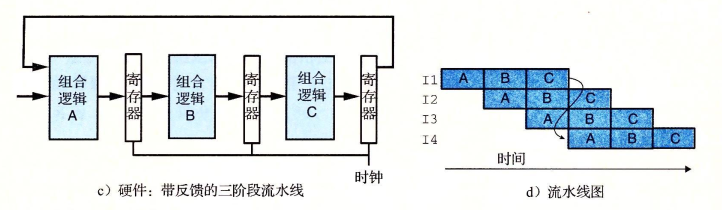 组合
逻辑
A
寄存器
组合
逻辑
B
寄存器
组合
逻辑
C
寄存器
时钟
c）硬件：带反馈的三阶段流水线
I1 A B C
I2 A B C
I3 A B C
I4 A B C
时间
d）流水线图